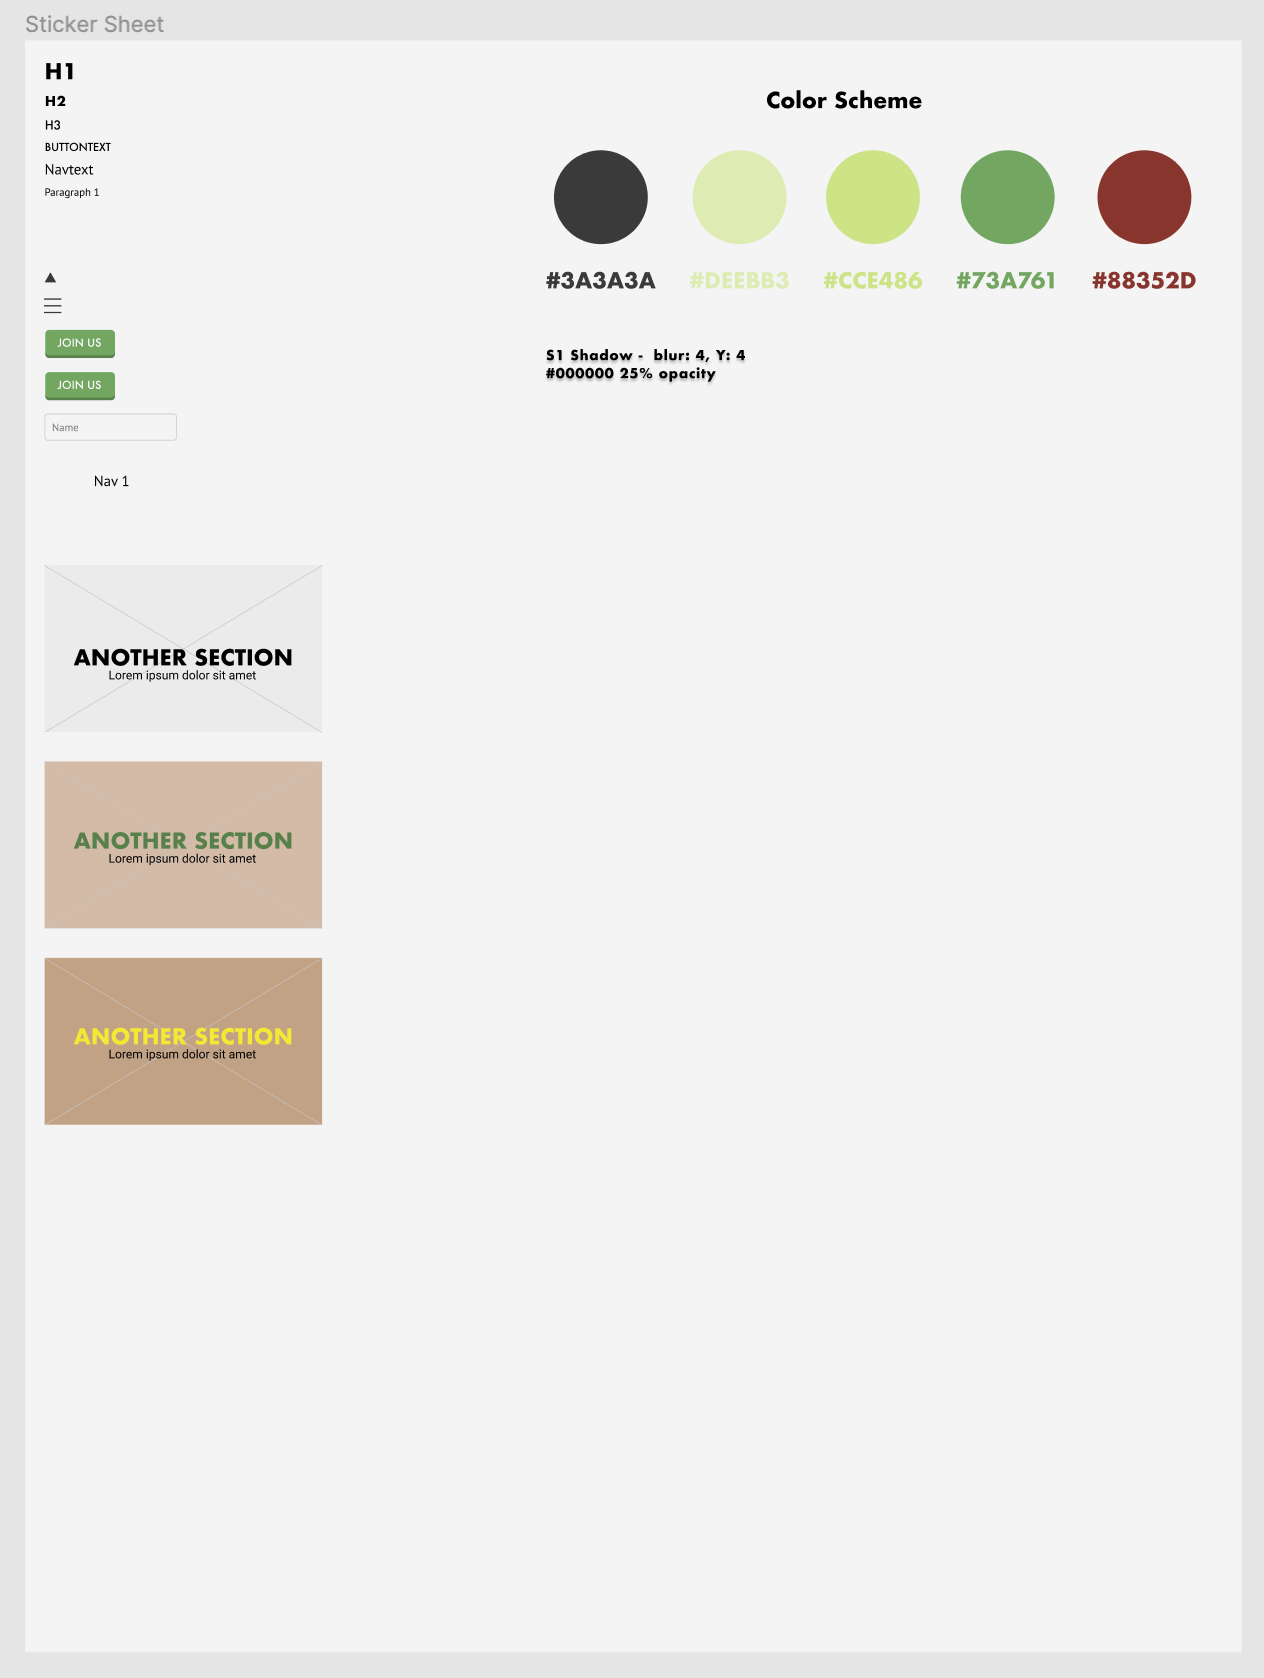 Sticker Sheet
H1
H2
H3
BUTTONTEXT
Navtext
Paragraph 1
JOIN US
JOIN US
Name
Nav 1
ANOTHER SECTION
Lorem ipsum dolor sit amet
ANOTHER SECTION
Lorem ipsum dolor sit amet
ANOTHER SECTION
Lorem ipsum dolor sit amet
Color Scheme
#3A3A3A #DEEBB3 #CCE486 #73A761 #88352D
S1 Shadow - blur: 4, Y: 4
#000000 25% opacity